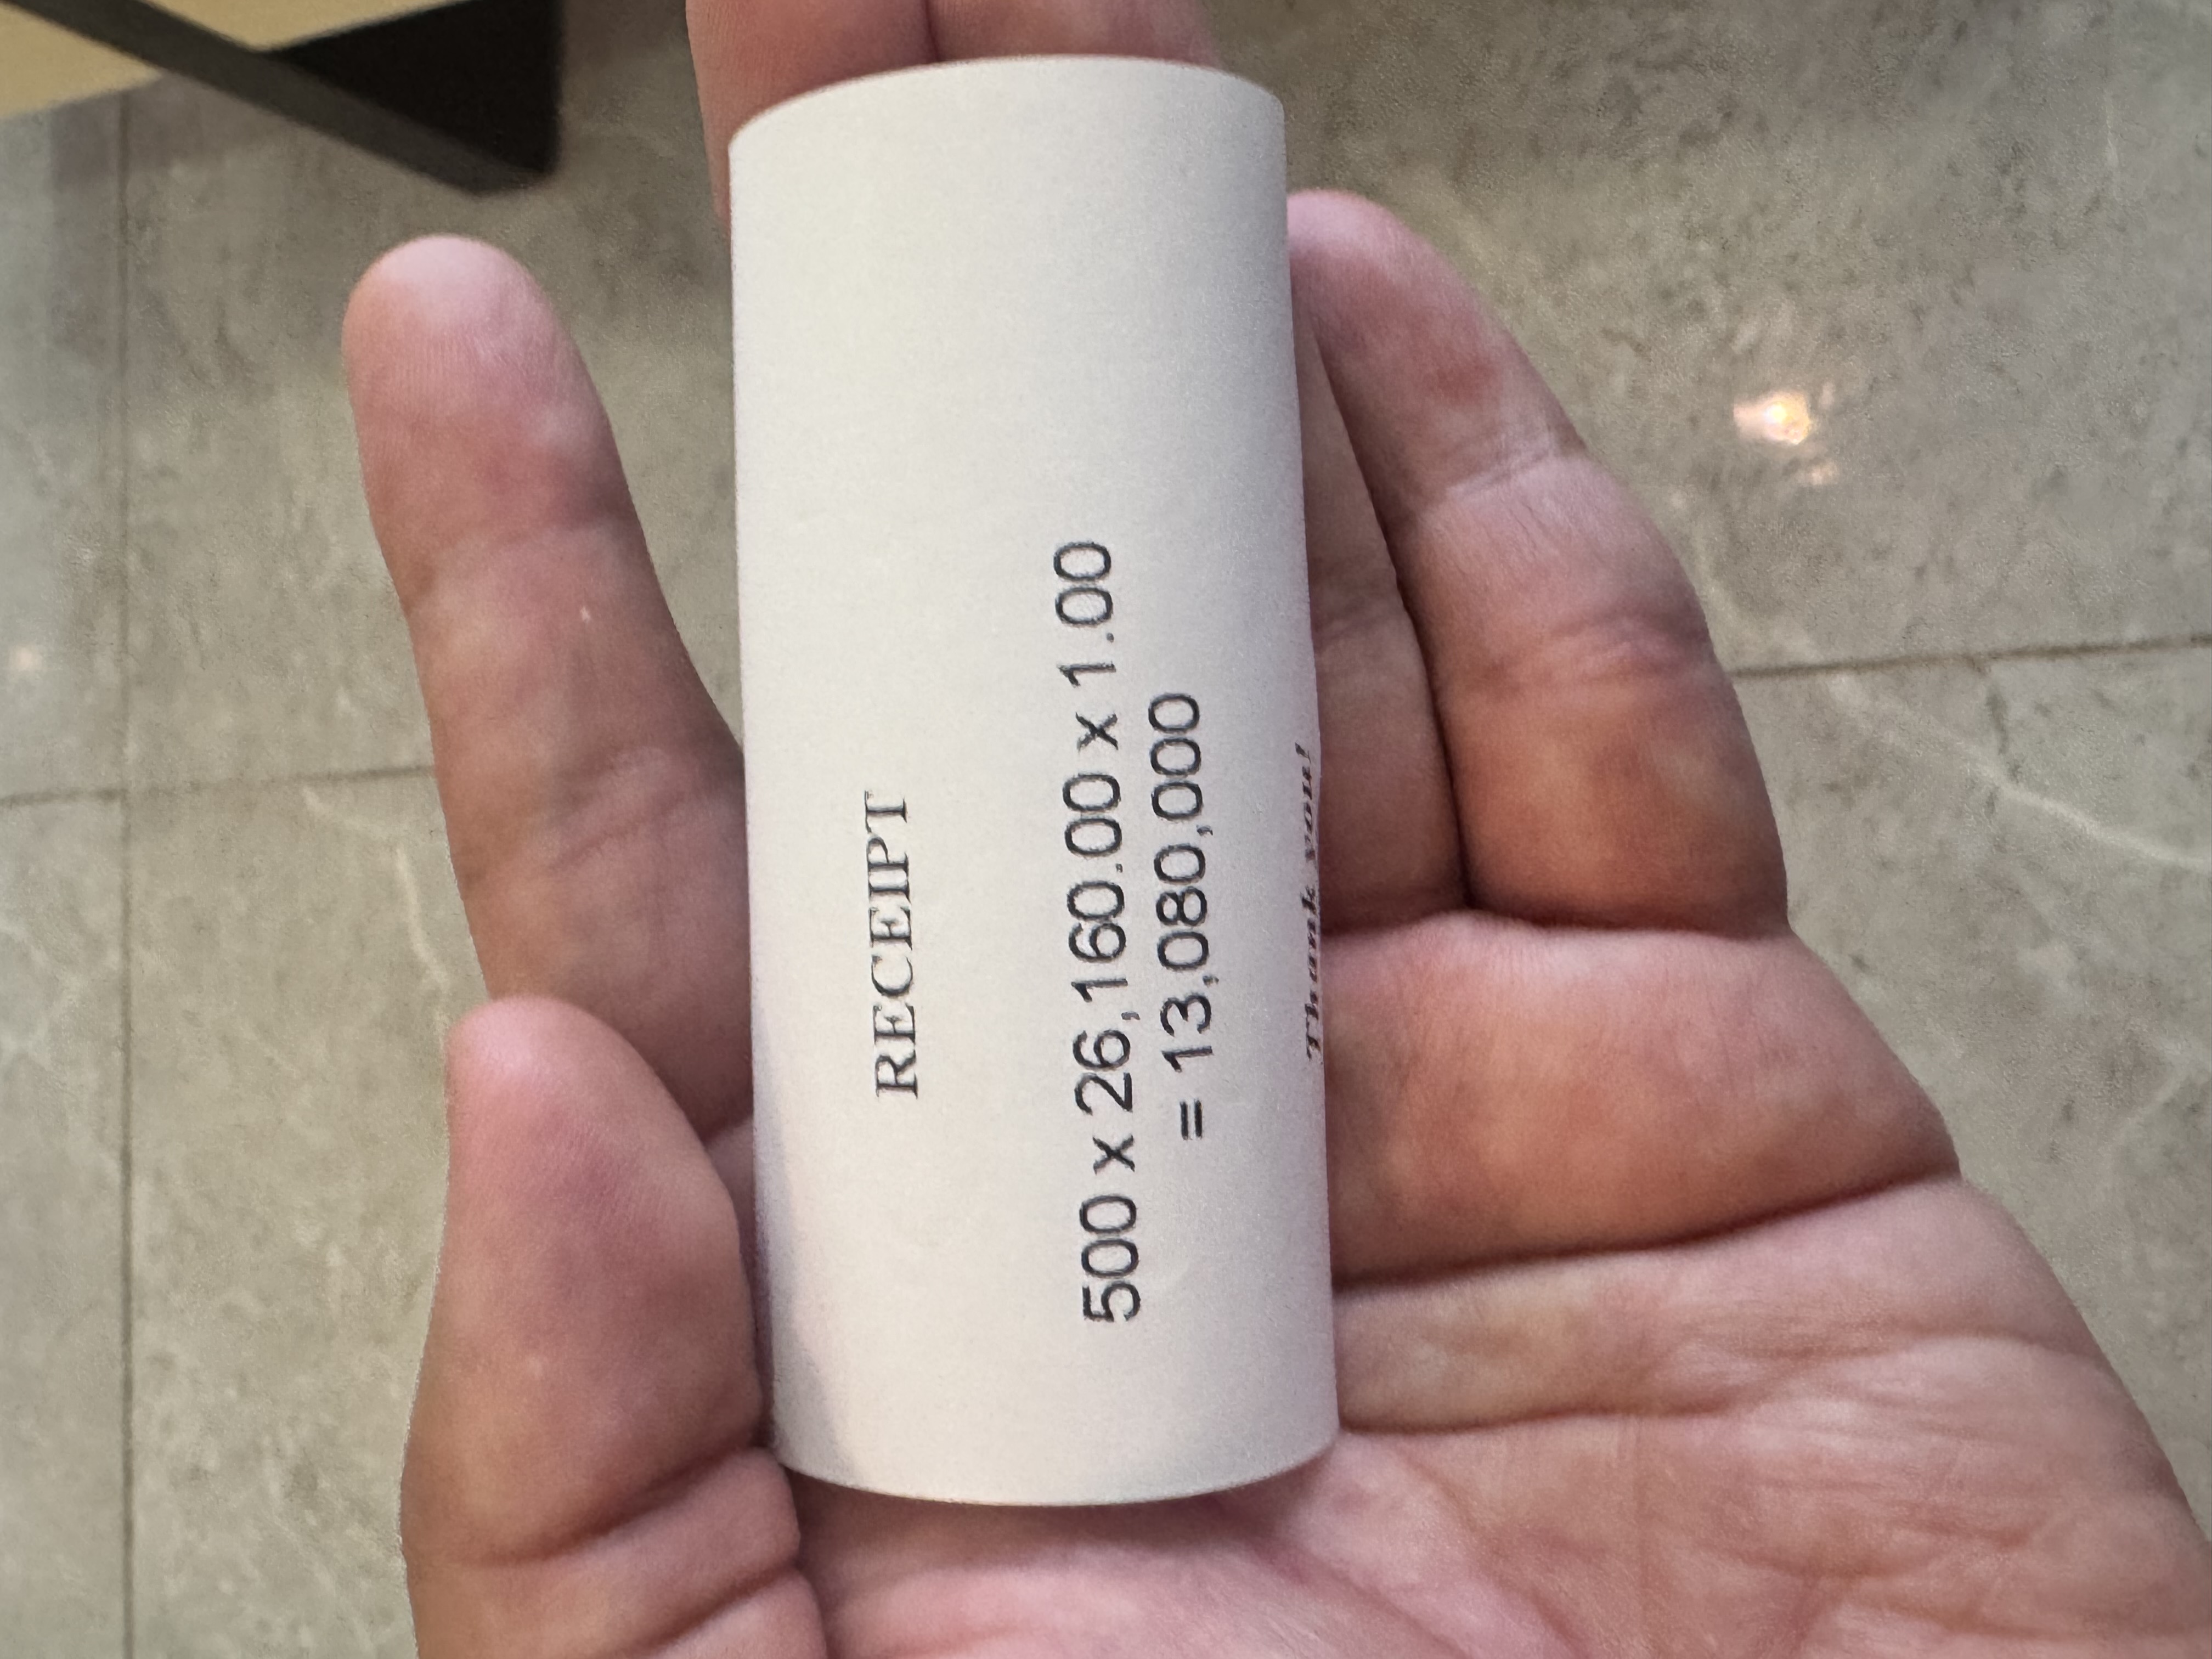 RECEIPT
500 x 26,160.00 x 1.00
= 13,080,000
Thank you!